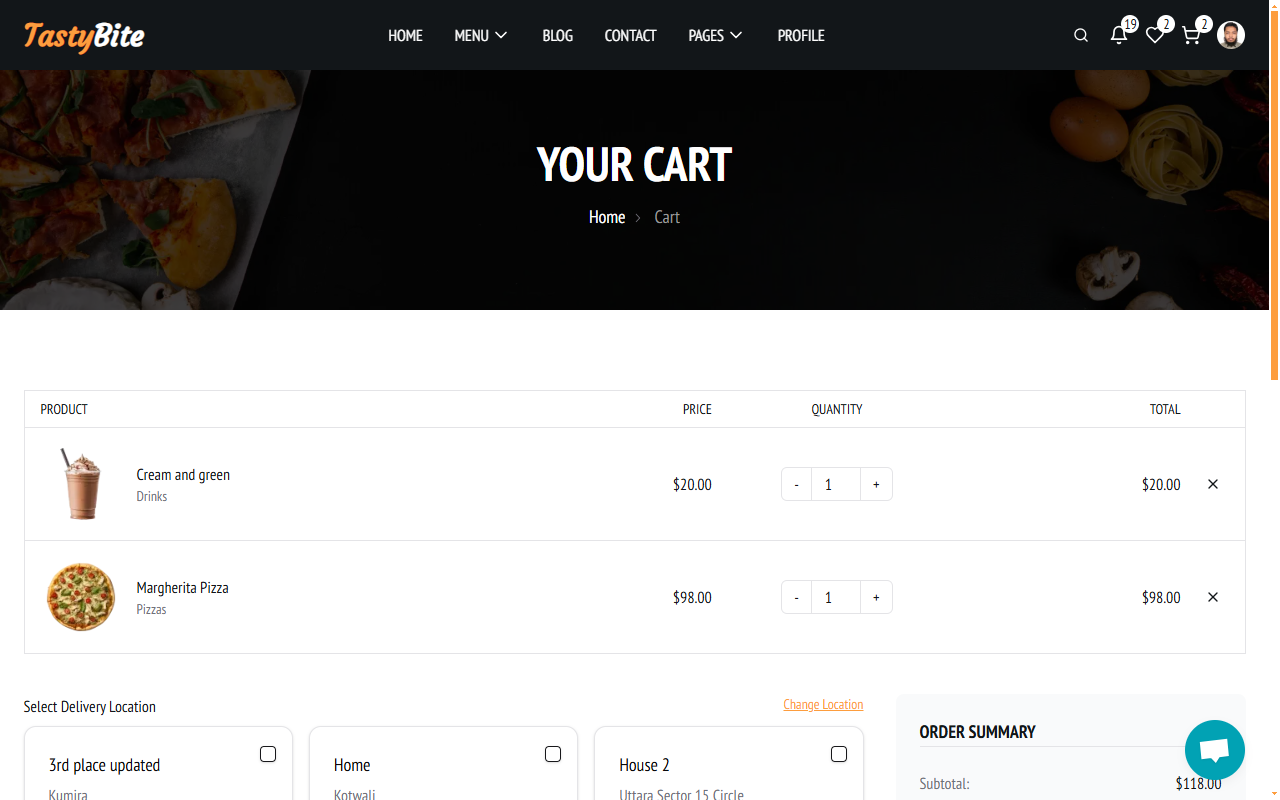 TastyBite
HOME MENU BLOG CONTACT PAGES PROFILE
19 2 2
YOUR CART
Home > Cart
PRODUCT PRICE QUANTITY TOTAL
Cream and green
Drinks
$20.00 - 1 + $20.00 ×
Margherita Pizza
Pizzas
$98.00 - 1 + $98.00 ×
Select Delivery Location
Change Location
3rd place updated
Kumira
Home
Kotwali
House 2
Uttara Sector 15 Circle
ORDER SUMMARY
Subtotal: $118.00